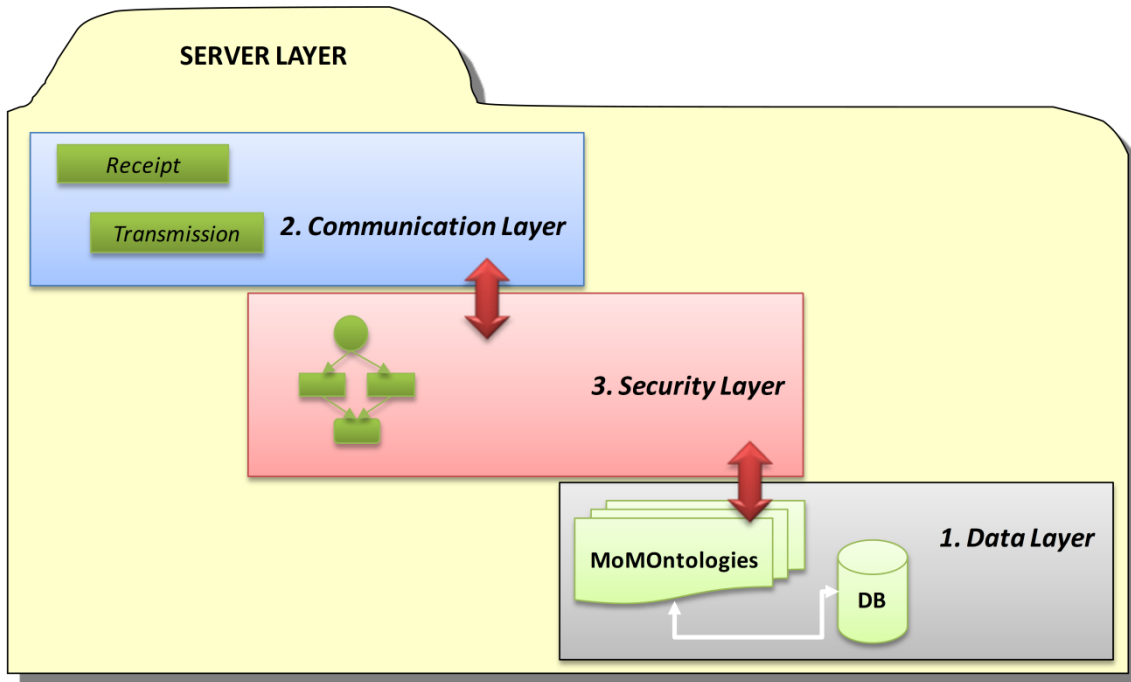 SERVER LAYER
Receipt
Transmission
2. Communication Layer
3. Security Layer
1. Data Layer
MoMOntologies
DB